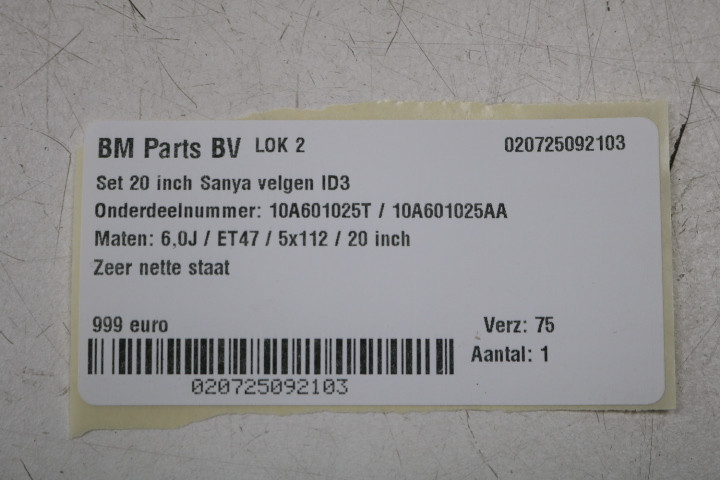 BM Parts BV LOK 2 020725092103
Set 20 inch Sanya velgen ID3
Onderdeelnummer: 10A601025T / 10A601025AA
Maten: 6,0J / ET47 / 5x112 / 20 inch
Zeer nette staat
999 euro Verz: 75
Aantal: 1
020725092103